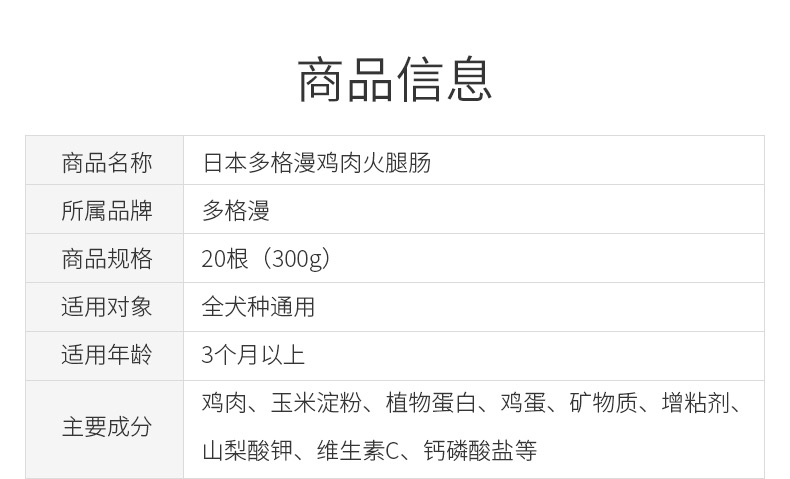 商品信息
商品名称 日本多格漫鸡肉火腿肠
所属品牌 多格漫
商品规格 20根（300g）
适用对象 全犬种通用
适用年龄 3个月以上
主要成分 鸡肉、玉米淀粉、植物蛋白、鸡蛋、矿物质、增粘剂、
山梨酸钾、维生素C、钙磷酸盐等